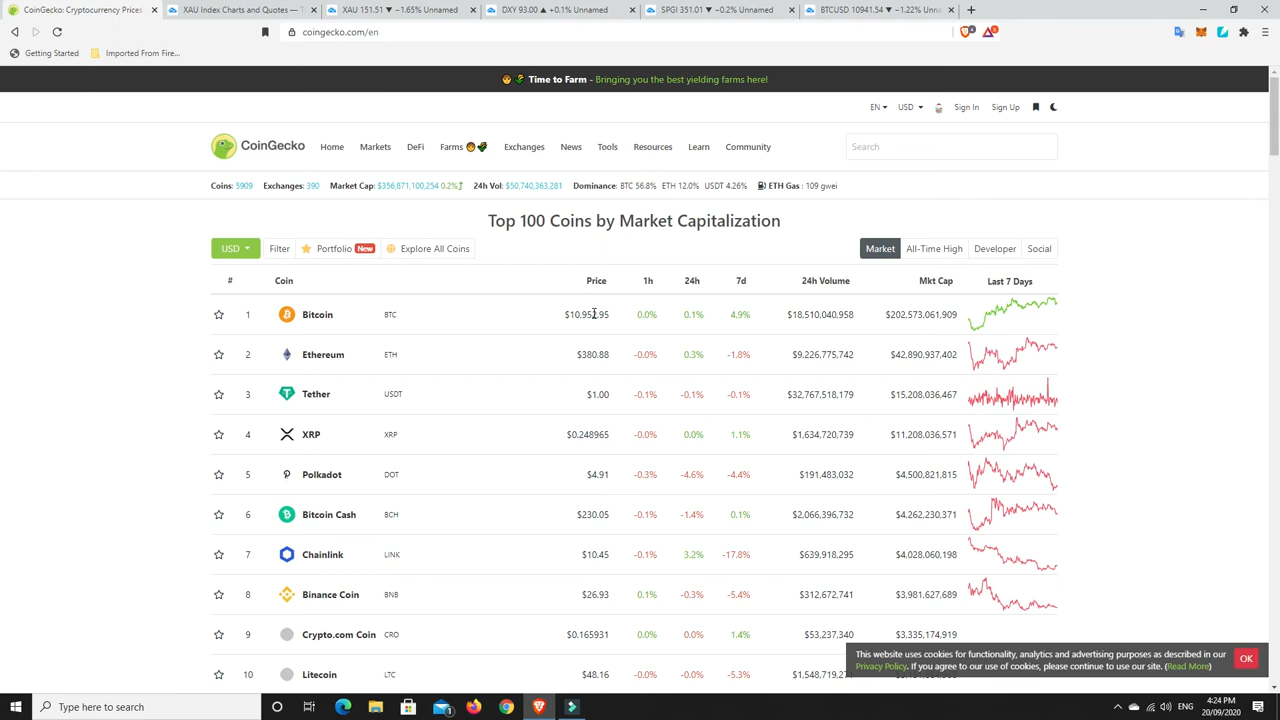 CoinGecko: Cryptocurrency Prices
XAU Index Charts and Quotes — T
XAU 151.51 ▼ −1.65% Unnamed
DXY 93.00 ▲ +0.1% Unnamed
SPGI 351.01 ▼ −0.2% Unnamed
BTCUSD 10941.54 ▼ −1.22% Unn
coingecko.com/en
Getting Started
Imported From Fire...
Time to Farm - Bringing you the best yielding farms here!
EN USD Sign In Sign Up
CoinGecko
Home Markets DeFi Farms Exchanges News Tools Resources Learn Community
Search
Coins: 5909 Exchanges: 390 Market Cap: $356,871,100,254 0.2% 24h Vol: $50,740,363,281 Dominance: BTC 56.8% ETH 12.0% USDT 4.26% ETH Gas: 109 gwei
Top 100 Coins by Market Capitalization
USD Filter Portfolio New Explore All Coins Market All-Time High Developer Social
# Coin Price 1h 24h 7d 24h Volume Mkt Cap Last 7 Days
1 Bitcoin BTC 0.0% 0.1% 4.9% $18,510,040,958 $202,573,061,909
2 Ethereum ETH $380.88 -0.0% 0.3% -1.8% $9,226,775,742 $42,890,937,402
3 Tether USDT $1.00 -0.1% -0.1% -0.1% $32,767,518,179 $15,208,036,467
4 XRP XRP $0.248965 -0.0% 0.0% 1.1% $1,634,720,739 $11,208,036,571
5 Polkadot DOT $4.91 -0.3% -4.6% -4.4% $191,483,032 $4,500,821,815
6 Bitcoin Cash BCH $230.05 -0.1% -1.4% 0.1% $2,066,396,732 $4,262,230,371
7 Chainlink LINK $10.45 -0.1% 3.2% -17.8% $639,918,295 $4,028,060,198
8 Binance Coin BNB $26.93 0.1% -0.3% -5.4% $312,672,741 $3,981,627,689
9 Crypto.com Coin CRO $0.165931 0.0% 0.0% 1.4% $53,237,340 $3,335,174,919
10 Litecoin LTC $48.16 -0.0% -0.0% -5.3%
This website uses cookies for functionality, analytics and advertising purposes as described in our
Privacy Policy. If you agree to our use of cookies, please continue to use our site. (Read More)
OK
Type here to search
ENG
4:24 PM
20/09/2020